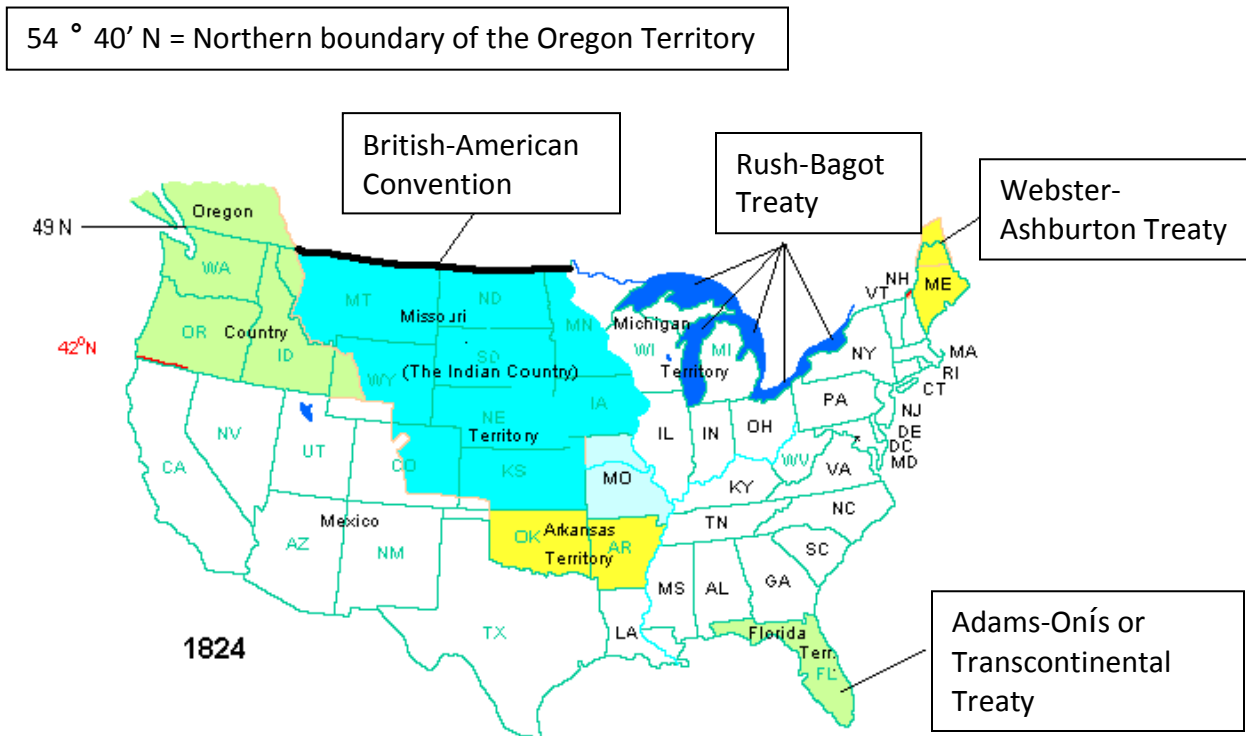 54 ° 40’ N = Northern boundary of the Oregon Territory
British-American
Convention
Rush-Bagot
Treaty
Webster-
Ashburton Treaty
Oregon
49 N
WA
MT
ND
Missouri
MN
Michigan
WI
MI
Territory
VT
NH
ME
OR
Country
ID
42⁰N
WY
SD
(The Indian Country)
IA
NE
Territory
NY
MA
RI
CT
PA
NJ
DE
DC
MD
IL
IN
OH
WV
VA
NV
UT
CA
CO
KS
MO
KY
NC
TN
Mexico
AZ
NM
OK
Arkansas
Territory
AR
SC
MS
AL
GA
TX
LA
Florida
Terr.
FL
1824
Adams-Onís or
Transcontinental
Treaty